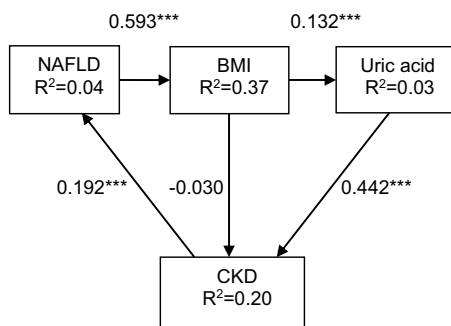 0.593*** 0.132***
NAFLD BMI Uric acid
R²=0.04 R²=0.37 R²=0.03
0.192*** -0.030 0.442***
CKD
R²=0.20